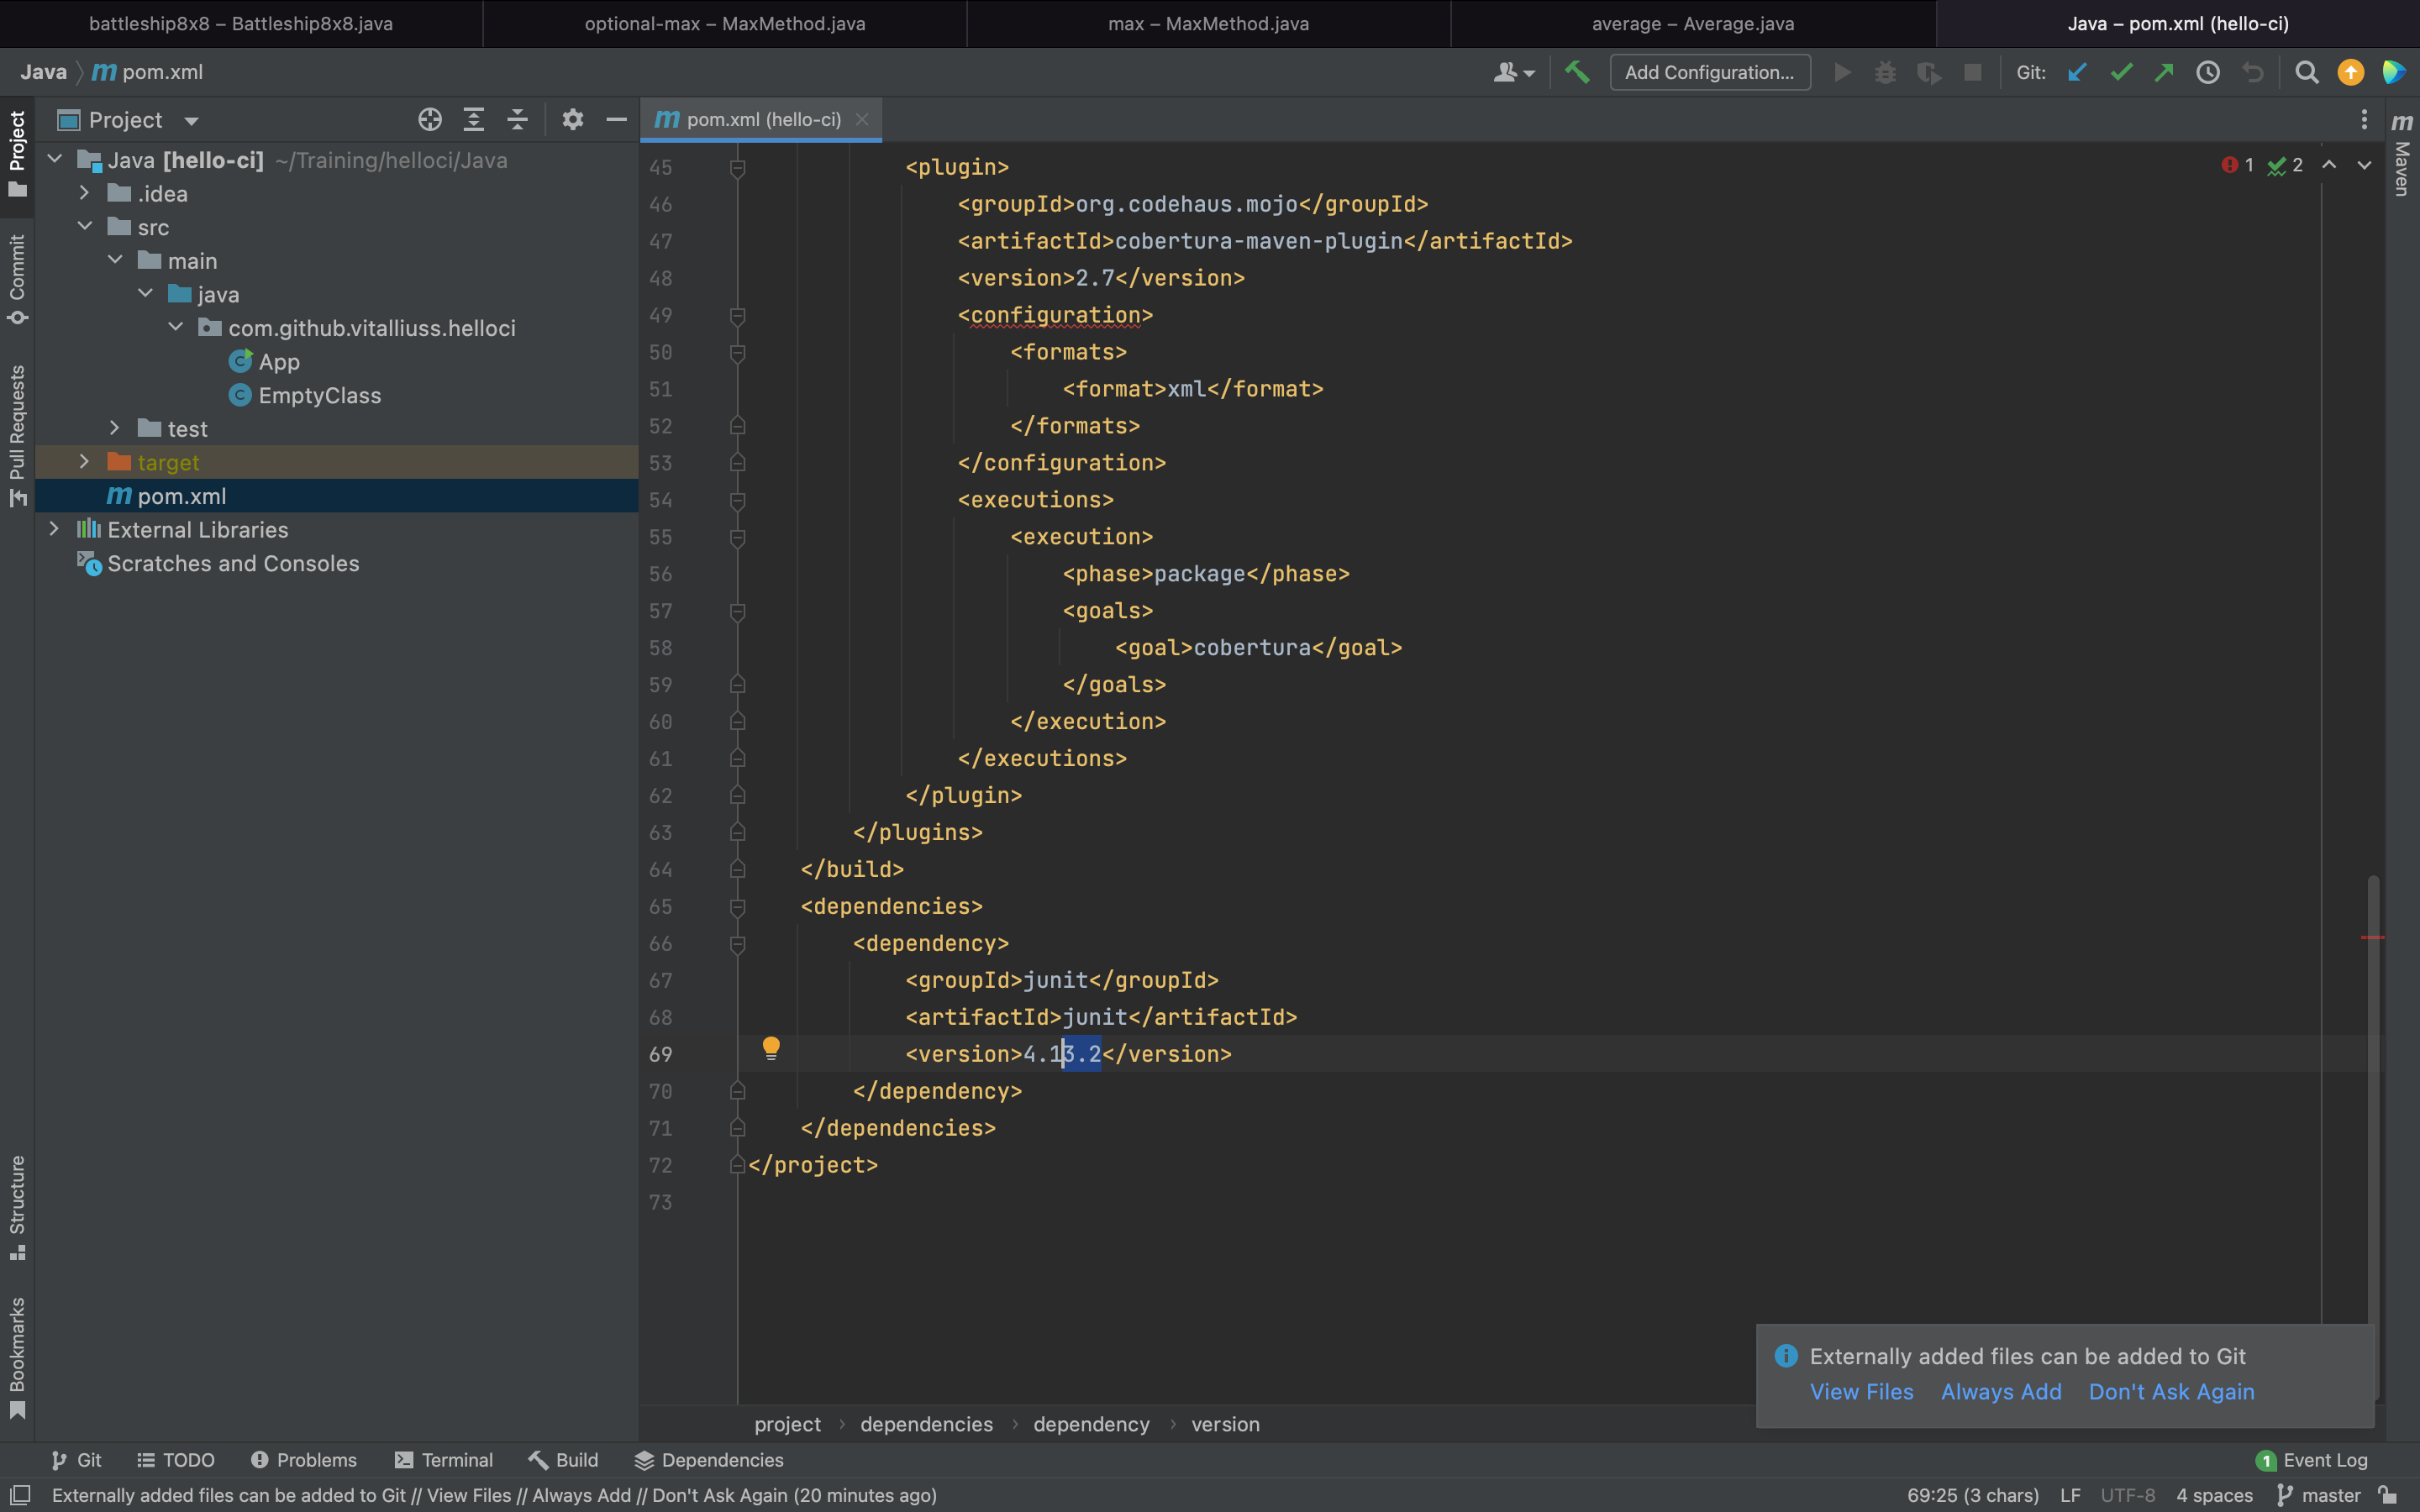 battleship8x8 – Battleship8x8.java
optional-max – MaxMethod.java
max – MaxMethod.java
average – Average.java
Java – pom.xml (hello-ci)
Java
m pom.xml
Add Configuration...
Git:
Project
m pom.xml (hello-ci)
Project
Commit
Pull Requests
Structure
Bookmarks
m Maven
Java [hello-ci] ~/Training/helloci/Java
.idea
src
main
java
com.github.vitalliuss.helloci
App
EmptyClass
test
target
m pom.xml
External Libraries
Scratches and Consoles
1 2
45 <plugin>
46 <groupId>org.codehaus.mojo</groupId>
47 <artifactId>cobertura-maven-plugin</artifactId>
48 <version>2.7</version>
49 <configuration>
50 <formats>
51 <format>xml</format>
52 </formats>
53 </configuration>
54 <executions>
55 <execution>
56 <phase>package</phase>
57 <goals>
58 <goal>cobertura</goal>
59 </goals>
60 </execution>
61 </executions>
62 </plugin>
63 </plugins>
64 </build>
65 <dependencies>
66 <dependency>
67 <groupId>junit</groupId>
68 <artifactId>junit</artifactId>
69 <version>4.13.2</version>
70 </dependency>
71 </dependencies>
72 </project>
73
Externally added files can be added to Git
View Files Always Add Don't Ask Again
project › dependencies › dependency › version
Git
TODO
Problems
Terminal
Build
Dependencies
1 Event Log
Externally added files can be added to Git // View Files // Always Add // Don't Ask Again (20 minutes ago)
69:25 (3 chars) LF UTF-8 4 spaces master